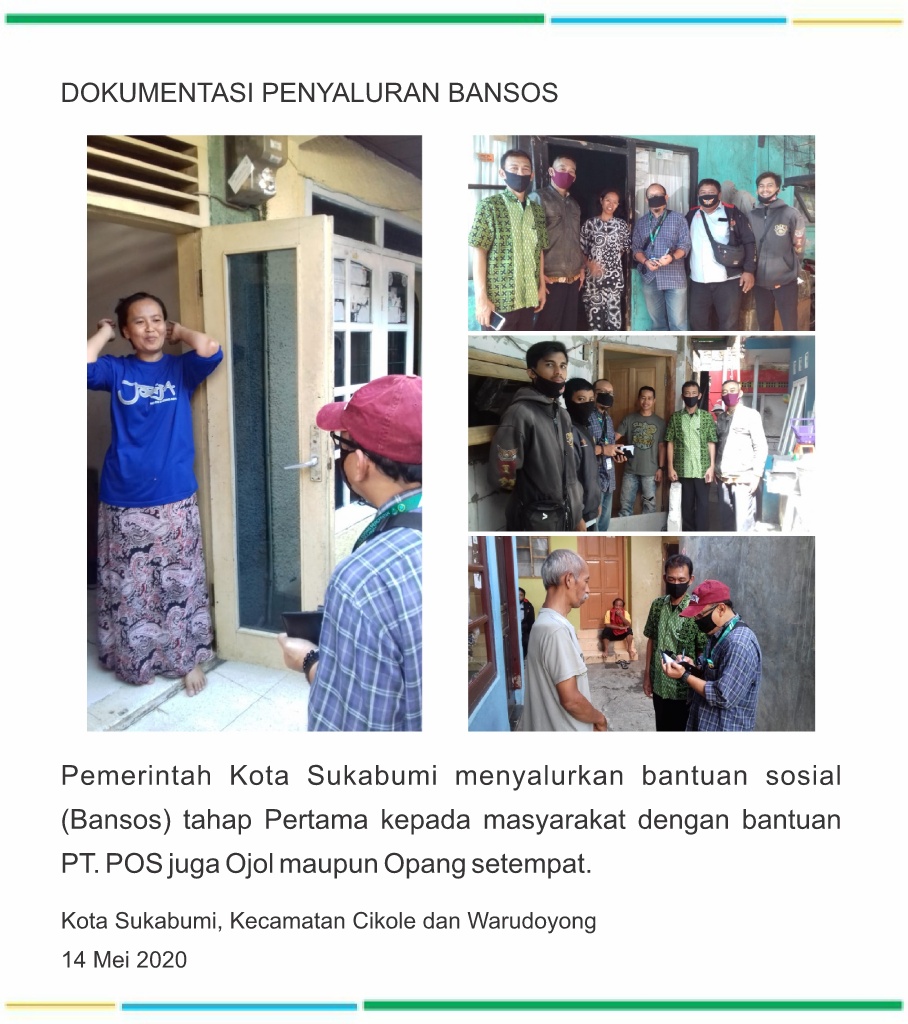 DOKUMENTASI PENYALURAN BANSOS
Pemerintah Kota Sukabumi menyalurkan bantuan sosial
(Bansos) tahap Pertama kepada masyarakat dengan bantuan
PT. POS juga Ojol maupun Opang setempat.
Kota Sukabumi, Kecamatan Cikole dan Warudoyong
14 Mei 2020